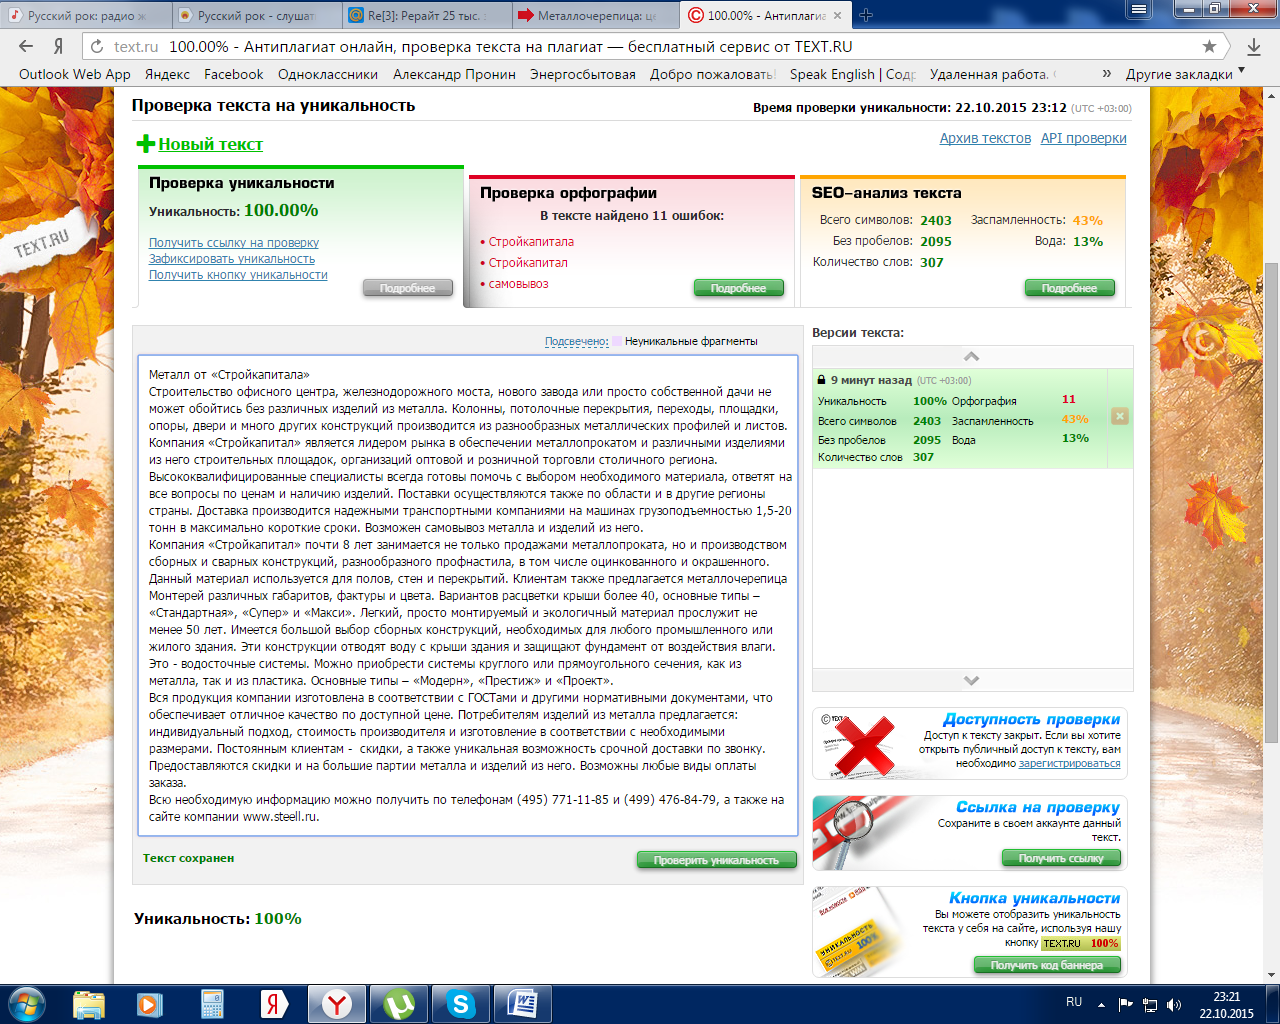 Русский рок: радио ж
Русский рок - слушат
Re[3]: Рерайт 25 тыс.
Металлочерепица: це
100.00% - Антиплагиа
text.ru 100.00% - Антиплагиат онлайн, проверка текста на плагиат — бесплатный сервис от TEXT.RU
Outlook Web App Яндекс Facebook Одноклассники Александр Пронин Энергосбытовая Добро пожаловать! Speak English | Содр Удаленная работа. » Другие закладки
Проверка текста на уникальность
Время проверки уникальности: 22.10.2015 23:12 (UTC +03:00)
Новый текст
Архив текстов API проверки
TEXT.RU
Проверка уникальности
Уникальность: 100.00%
Получить ссылку на проверку
Зафиксировать уникальность
Получить кнопку уникальности
Подробнее
Проверка орфографии
В тексте найдено 11 ошибок:
• Стройкапитала
• Стройкапитал
• самовывоз
Подробнее
SEO-анализ текста
Всего символов: 2403 Заспамленность: 43%
Без пробелов: 2095 Вода: 13%
Количество слов: 307
Подробнее
Подсвечено: Неуникальные фрагменты
Металл от «Стройкапитала»
Строительство офисного центра, железнодорожного моста, нового завода или просто собственной дачи не
может обойтись без различных изделий из металла. Колонны, потолочные перекрытия, переходы, площадки,
опоры, двери и много других конструкций производится из разнообразных металлических профилей и листов.
Компания «Стройкапитал» является лидером рынка в обеспечении металлопрокатом и различными изделиями
из него строительных площадок, организаций оптовой и розничной торговли столичного региона.
Высококвалифицированные специалисты всегда готовы помочь с выбором необходимого материала, ответят на
все вопросы по ценам и наличию изделий. Поставки осуществляются также по области и в другие регионы
страны. Доставка производится надежными транспортными компаниями на машинах грузоподъемностью 1,5-20
тонн в максимально короткие сроки. Возможен самовывоз металла и изделий из него.
Компания «Стройкапитал» почти 8 лет занимается не только продажами металлопроката, но и производством
сборных и сварных конструкций, разнообразного профнастила, в том числе оцинкованного и окрашенного.
Данный материал используется для полов, стен и перекрытий. Клиентам также предлагается металлочерепица
Монтерей различных габаритов, фактуры и цвета. Вариантов расцветки крыши более 40, основные типы –
«Стандартная», «Супер» и «Макси». Легкий, просто монтируемый и экологичный материал прослужит не
менее 50 лет. Имеется большой выбор сборных конструкций, необходимых для любого промышленного или
жилого здания. Эти конструкции отводят воду с крыши здания и защищают фундамент от воздействия влаги.
Это - водосточные системы. Можно приобрести системы круглого или прямоугольного сечения, как из
металла, так и из пластика. Основные типы – «Модерн», «Престиж» и «Проект».
Вся продукция компании изготовлена в соответствии с ГОСТами и другими нормативными документами, что
обеспечивает отличное качество по доступной цене. Потребителям изделий из металла предлагается:
индивидуальный подход, стоимость производителя и изготовление в соответствии с необходимыми
размерами. Постоянным клиентам - скидки, а также уникальная возможность срочной доставки по звонку.
Предоставляются скидки и на большие партии металла и изделий из него. Возможны любые виды оплаты
заказа.
Всю необходимую информацию можно получить по телефонам (495) 771-11-85 и (499) 476-84-79, а также на
сайте компании www.steell.ru.
Текст сохранен
Проверить уникальность
Уникальность: 100%
Версии текста:
9 минут назад (UTC +03:00)
Уникальность 100% Орфография 11
Всего символов 2403 Заспамленность 43%
Без пробелов 2095 Вода 13%
Количество слов 307
Доступность проверки
Доступ к тексту закрыт. Если вы хотите
открыть публичный доступ к тексту, вам
необходимо зарегистрироваться
Ссылка на проверку
Сохраните в своем аккаунте данный
текст.
Получить ссылку
Кнопка уникальности
Вы можете отобразить уникальность
текста у себя на сайте, используя нашу
кнопку TEXT.RU 100%
Получить код баннера
УНИКАЛЬНОСТЬ
100%
RU
23:21
22.10.2015